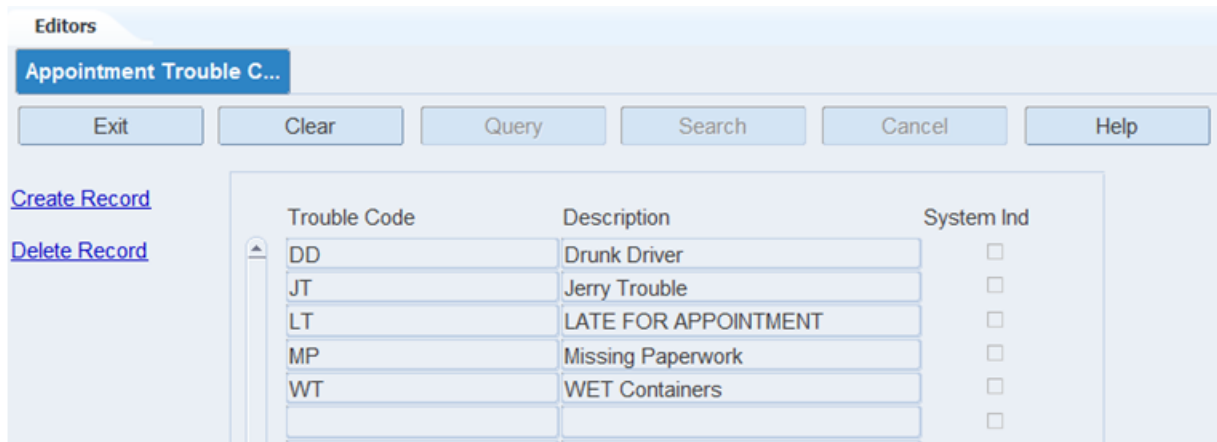 Editors
Appointment Trouble C...
Exit Clear Query Search Cancel Help
Create Record
Delete Record
Trouble Code Description System Ind
DD Drunk Driver
JT Jerry Trouble
LT LATE FOR APPOINTMENT
MP Missing Paperwork
WT WET Containers